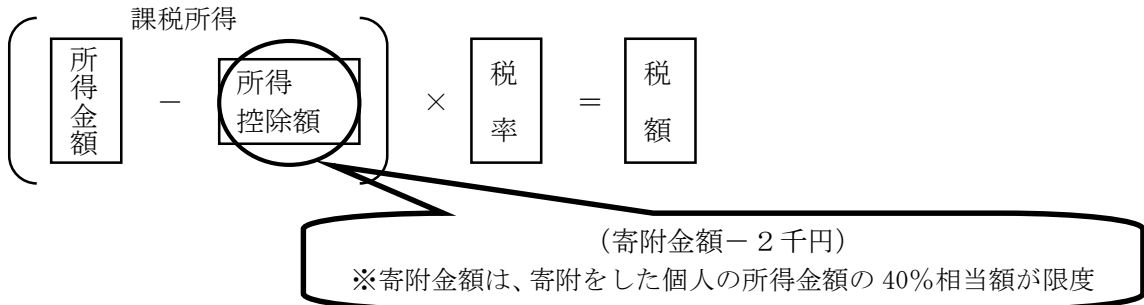 課税所得
所得金額 － 所得控除額 × 税率 ＝ 税額
（寄附金額－２千円）
※寄附金額は、寄附をした個人の所得金額の 40％相当額が限度